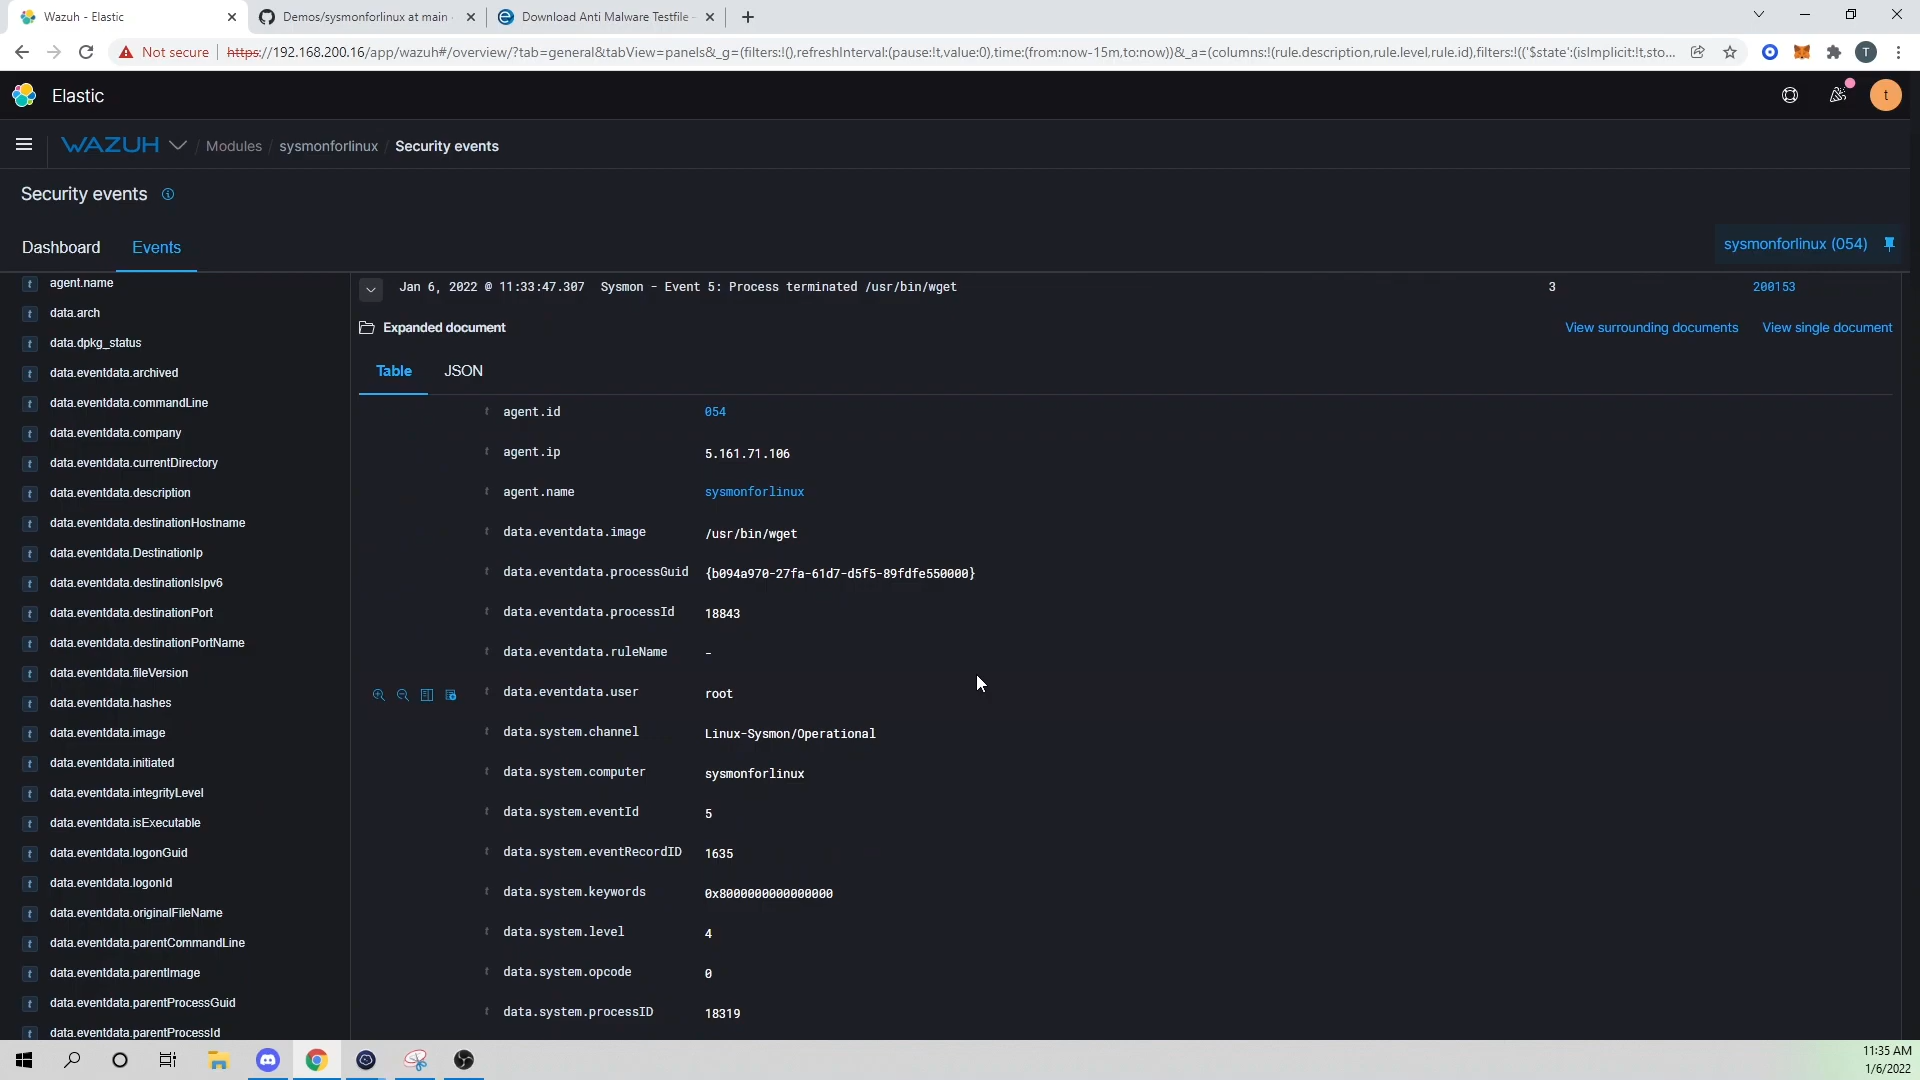 Wazuh - Elastic
Demos/sysmonforlinux at main
Download Anti Malware Testfile -
Not secure
https://192.168.200.16/app/wazuh#/overview/?tab=general&tabView=panels&_g=(filters:!(),refreshInterval:(pause:!t,value:0),time:(from:now-15m,to:now))&_a=(columns:!(rule.description,rule.level,rule.id),filters:!(('$state':(isImplicit:!t,sto...
T
Elastic
t
WAZUH / Modules / sysmonforlinux / Security events
Security events
Dashboard
Events
sysmonforlinux (054)
t agent.name
t data.arch
t data.dpkg_status
t data.eventdata.archived
t data.eventdata.commandLine
t data.eventdata.company
t data.eventdata.currentDirectory
t data.eventdata.description
t data.eventdata.destinationHostname
t data.eventdata.DestinationIp
t data.eventdata.destinationIsIpv6
t data.eventdata.destinationPort
t data.eventdata.destinationPortName
t data.eventdata.fileVersion
t data.eventdata.hashes
t data.eventdata.image
t data.eventdata.initiated
t data.eventdata.integrityLevel
t data.eventdata.isExecutable
t data.eventdata.logonGuid
t data.eventdata.logonId
t data.eventdata.originalFileName
t data.eventdata.parentCommandLine
t data.eventdata.parentImage
t data.eventdata.parentProcessGuid
t data.eventdata.parentProcessId
Jan 6, 2022 @ 11:33:47.307 Sysmon - Event 5: Process terminated /usr/bin/wget 3 200153
Expanded document
View surrounding documents
View single document
Table
JSON
t agent.id 054
t agent.ip 5.161.71.106
t agent.name sysmonforlinux
t data.eventdata.image /usr/bin/wget
t data.eventdata.processGuid {b094a970-27fa-61d7-d5f5-89fdfe550000}
t data.eventdata.processId 18843
t data.eventdata.ruleName -
t data.eventdata.user root
t data.system.channel Linux-Sysmon/Operational
t data.system.computer sysmonforlinux
t data.system.eventId 5
t data.system.eventRecordID 1635
t data.system.keywords 0x8000000000000000
t data.system.level 4
t data.system.opcode 0
t data.system.processID 18319
11:35 AM
1/6/2022